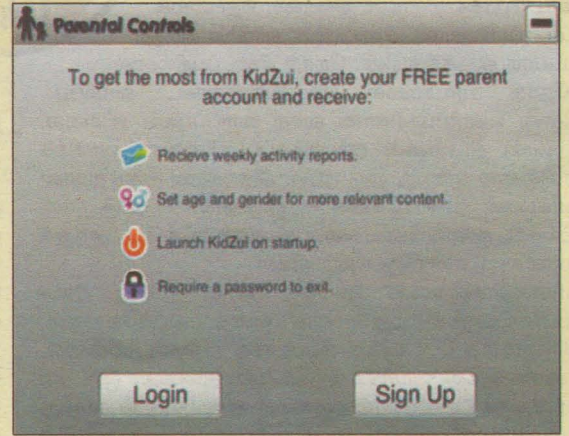 Parental Controls
To get the most from KidZui, create your FREE parent
account and receive:
Recieve weekly activity reports.
Set age and gender for more relevant content.
Launch KidZui on startup.
Require a password to exit.
Login
Sign Up